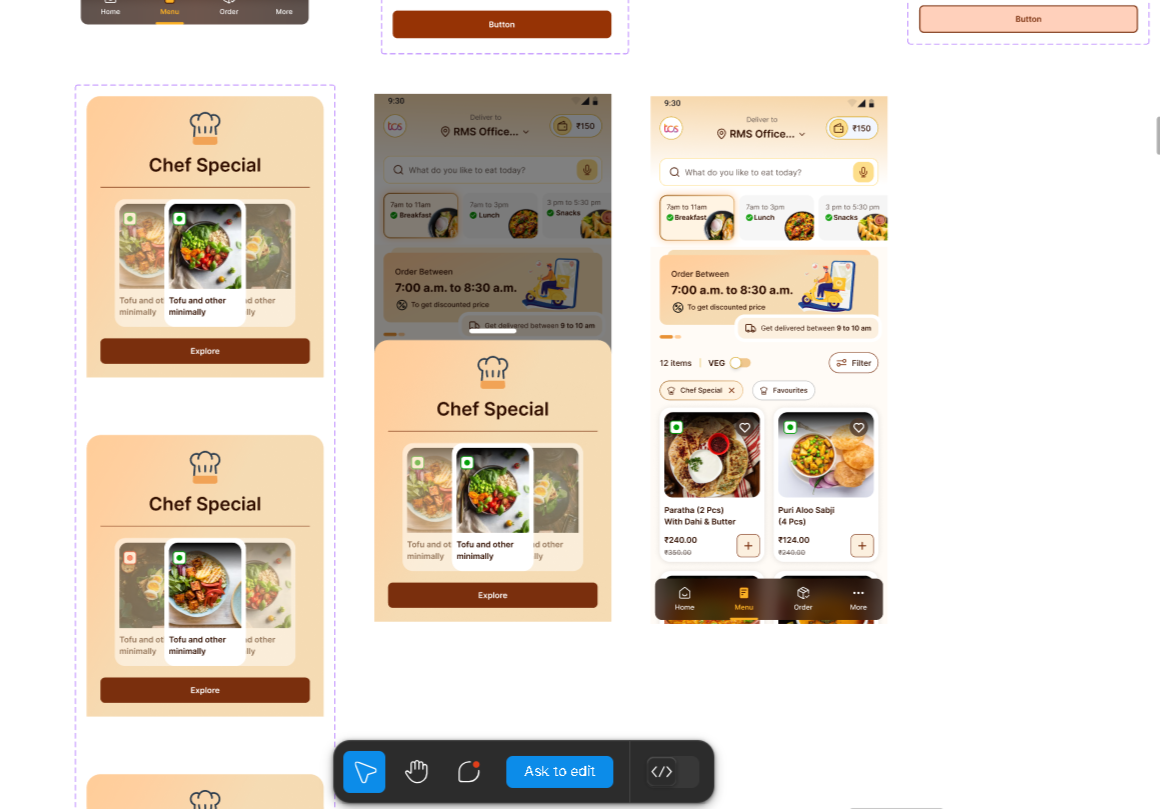 Home
Menu
Order
More
Button
Button
Chef Special
Tofu and ot
minimally
Tofu and other
minimally
nd other
lly
Explore
Chef Special
Tofu and ot
minimally
Tofu and other
minimally
nd other
lly
Explore
9:30
Deliver to
tcs
RMS Office...
₹150
What do you like to eat today?
7am to 11am
Breakfast
7am to 3pm
Lunch
3 pm to 5:30 pm
Snacks
Order Between
7:00 a.m. to 8:30 a.m.
To get discounted price
Get delivered between 9 to 10 am
Chef Special
Tofu and ot
minimally
Tofu and other
minimally
nd other
lly
Explore
9:30
Deliver to
tcs
RMS Office...
₹150
What do you like to eat today?
7am to 11am
Breakfast
7am to 3pm
Lunch
3 pm to 5:30 pm
Snacks
Order Between
7:00 a.m. to 8:30 a.m.
To get discounted price
Get delivered between 9 to 10 am
12 items
VEG
Filter
Chef Special
Favourites
Paratha (2 Pcs)
With Dahi & Butter
₹240.00
₹350.00
Puri Aloo Sabji
(4 Pcs)
₹124.00
₹240.00
Home
Menu
Order
More
Ask to edit